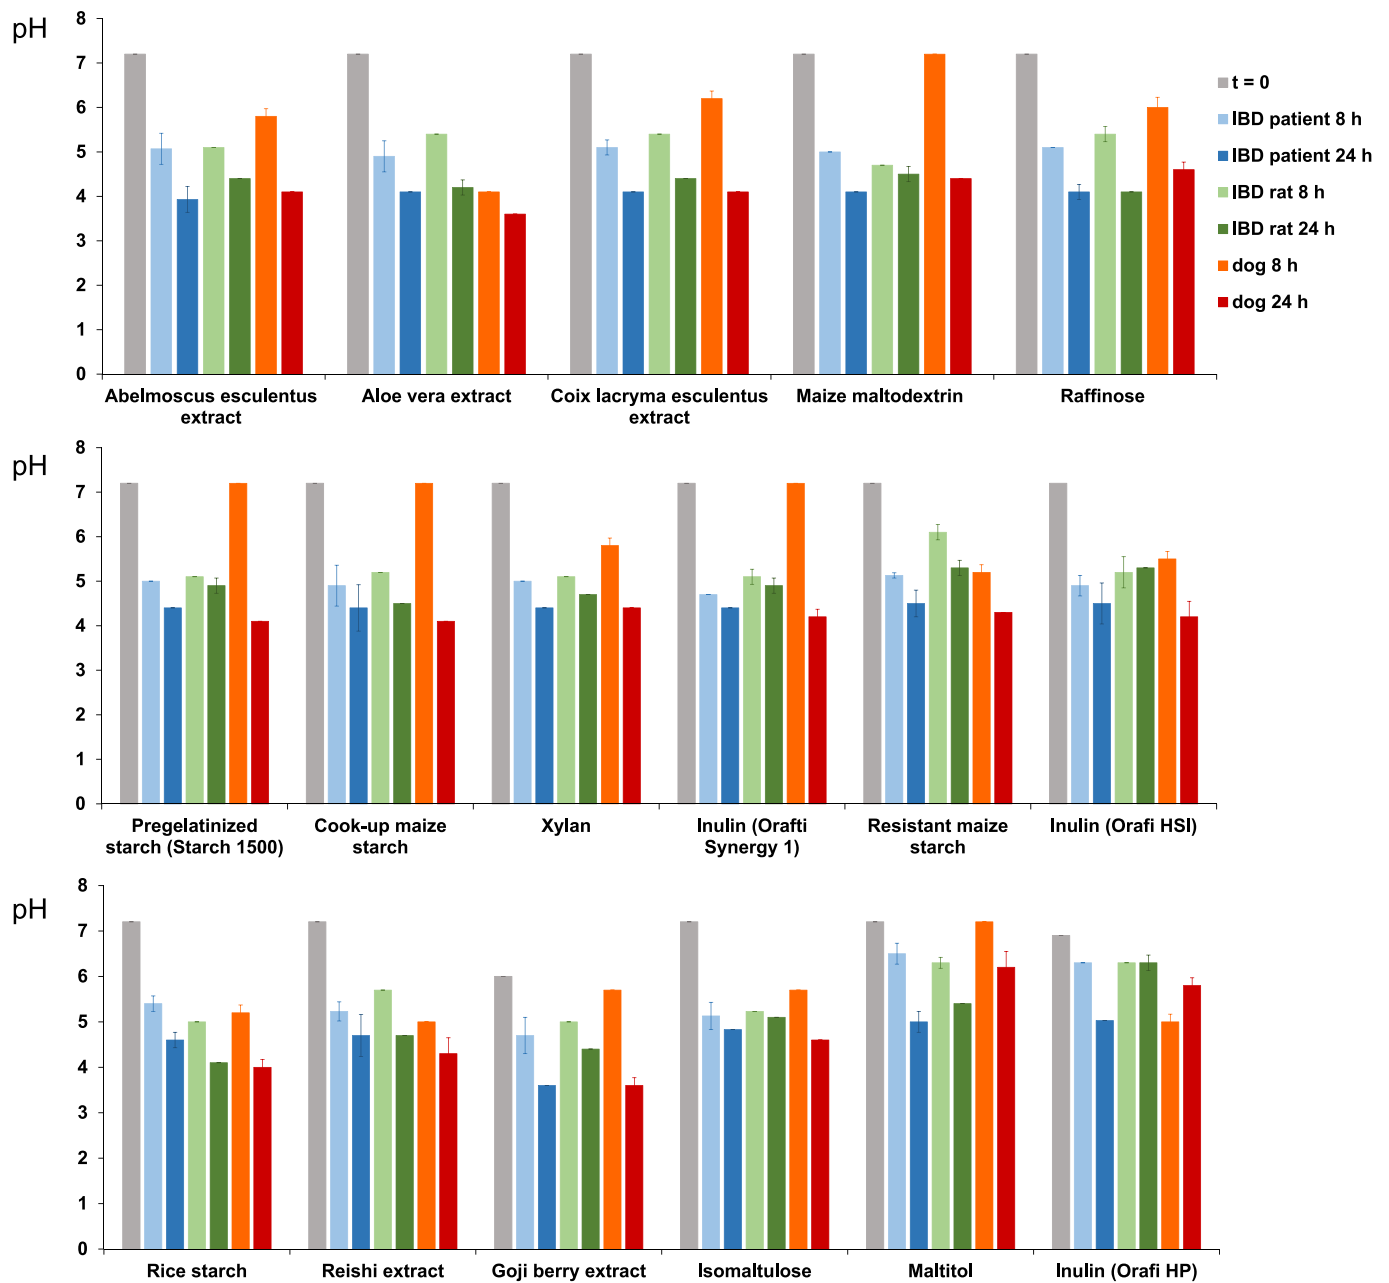 pH
8
7
6
5
4
3
2
1
0
t = 0
IBD patient 8 h
IBD patient 24 h
IBD rat 8 h
IBD rat 24 h
dog 8 h
dog 24 h
Abelmoscus esculentus
extract
Aloe vera extract
Coix lacryma esculentus
extract
Maize maltodextrin
Raffinose
pH
8
7
6
5
4
3
2
1
0
Pregelatinized
starch (Starch 1500)
Cook-up maize
starch
Xylan
Inulin (Orafti
Synergy 1)
Resistant maize
starch
Inulin (Orafi HSI)
pH
8
7
6
5
4
3
2
1
0
Rice starch
Reishi extract
Goji berry extract
Isomaltulose
Maltitol
Inulin (Orafi HP)